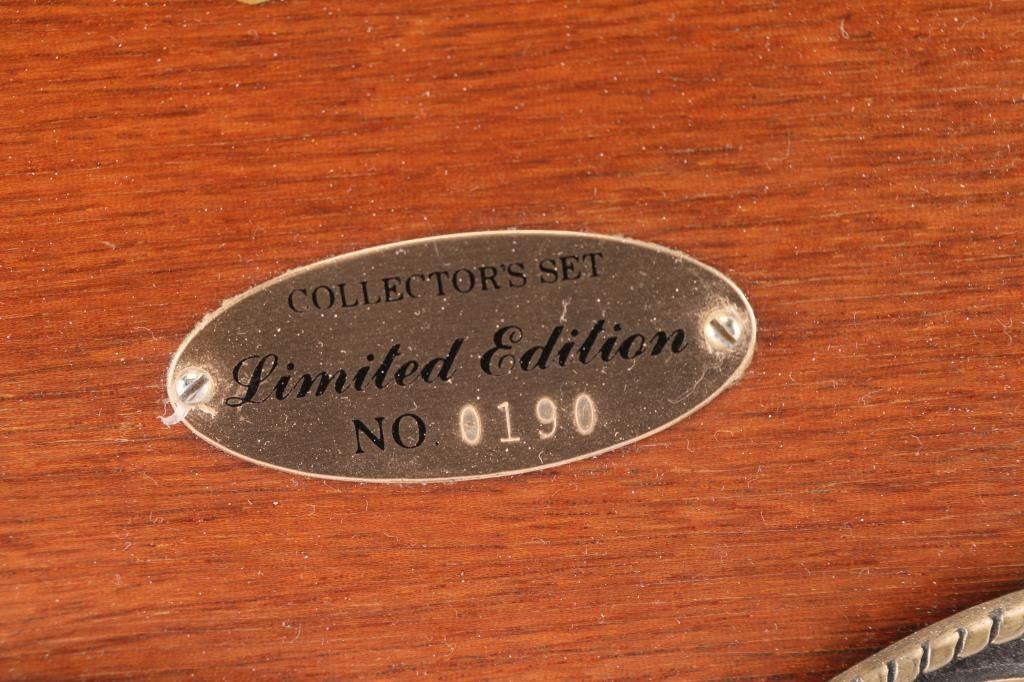 COLLECTOR'S SET
Limited Edition
NO. 0190